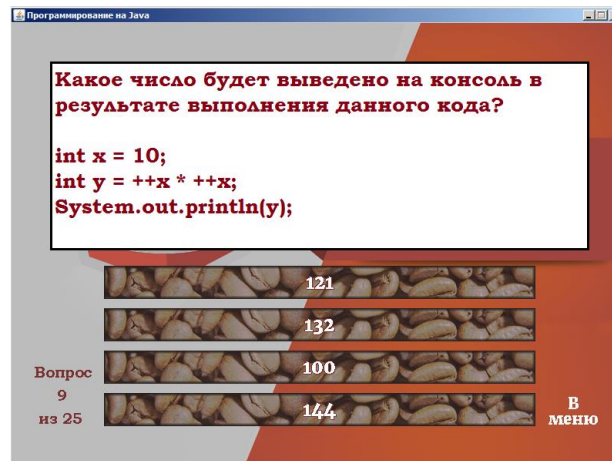 Программирование на Java
Какое число будет выведено на консоль в
результате выполнения данного кода?
int x = 10;
int y = ++x * ++x;
System.out.println(y);
121
132
100
144
Вопрос
9
из 25
В
меню